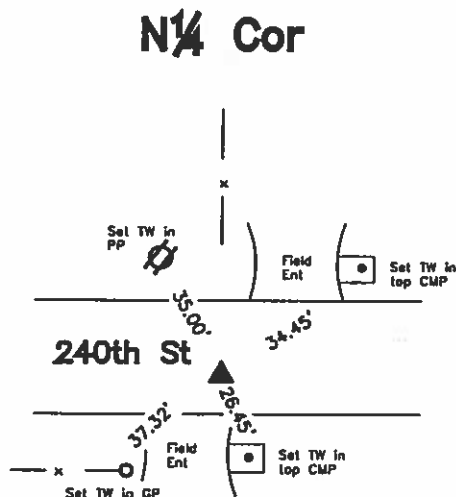 N¼ Cor
x
Set TW in
PP
Field
Ent
Set TW in
top CMP
35.00'
34.45'
240th St
26.45'
37.32'
Field
Ent
Set TW in
top CMP
x
Set TW in GP